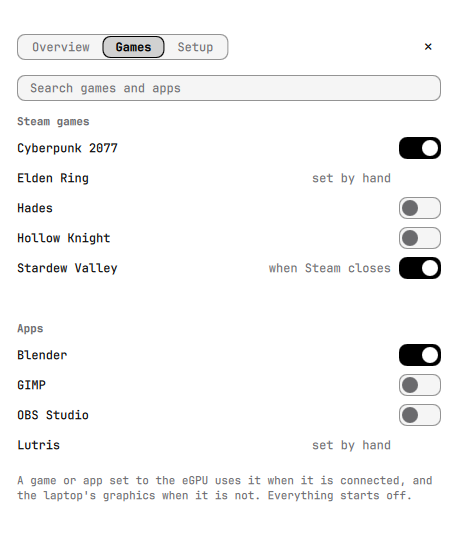 Overview Games Setup ×
Search games and apps
Steam games
Cyberpunk 2077
Elden Ring set by hand
Hades
Hollow Knight
Stardew Valley when Steam closes
Apps
Blender
GIMP
OBS Studio
Lutris set by hand
A game or app set to the eGPU uses it when it is connected, and
the laptop's graphics when it is not. Everything starts off.